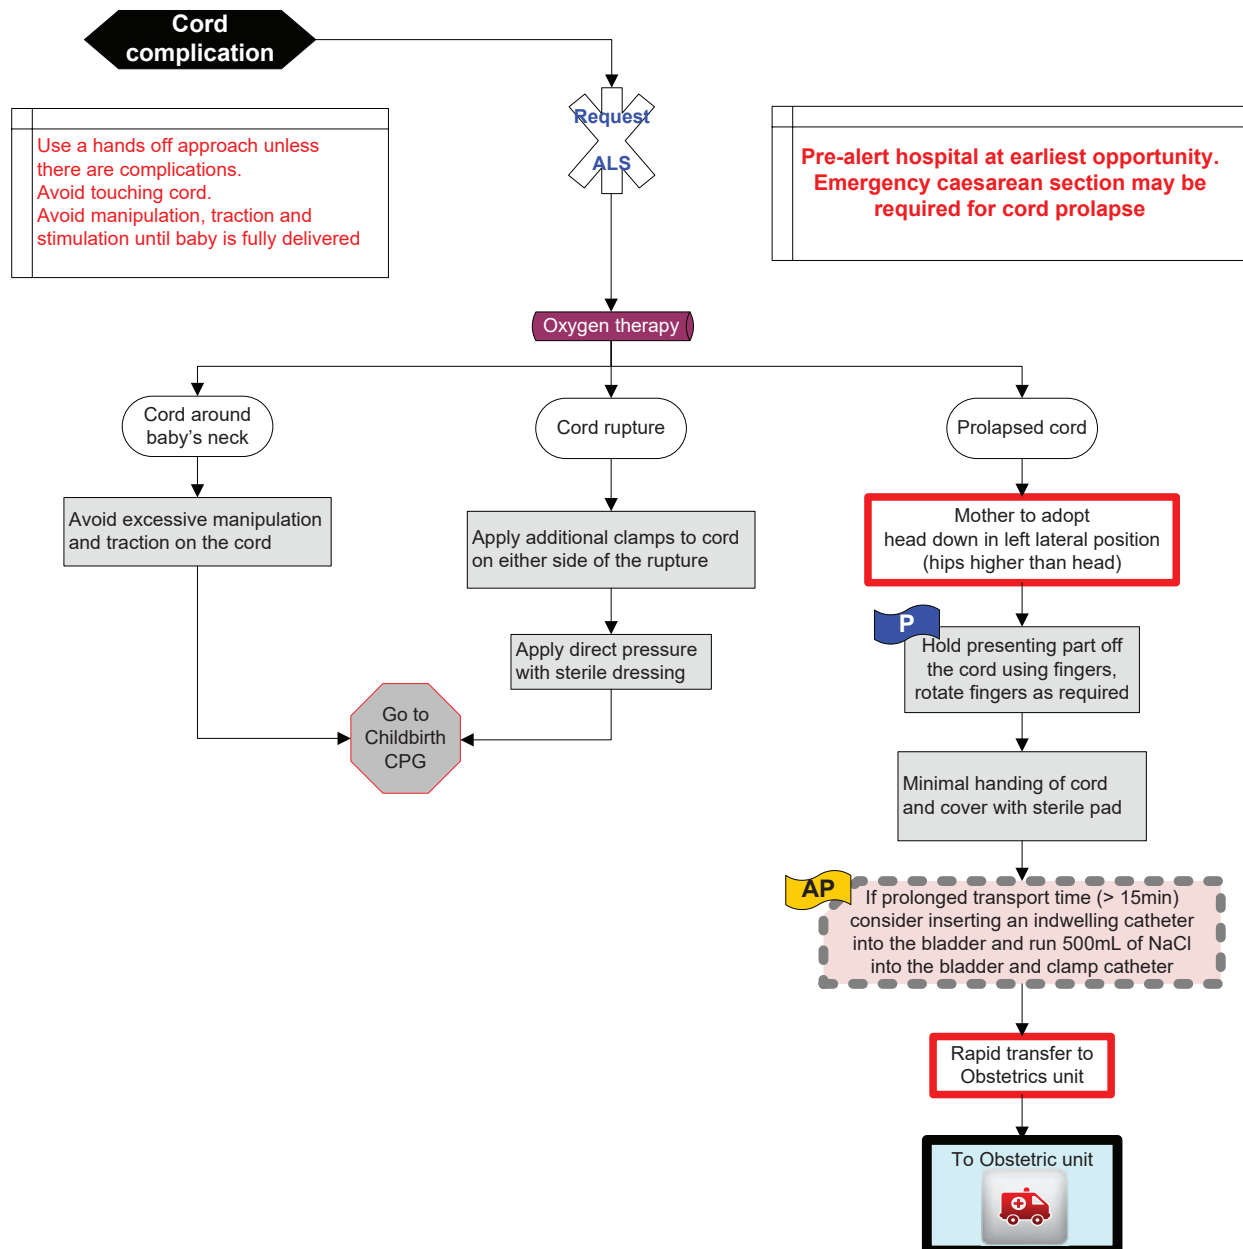 Cord
complication
Request
ALS
Use a hands off approach unless
there are complications.
Avoid touching cord.
Avoid manipulation, traction and
stimulation until baby is fully delivered
Pre-alert hospital at earliest opportunity.
Emergency caesarean section may be
required for cord prolapse
Oxygen therapy
Cord around
baby's neck
Cord rupture
Prolapsed cord
Avoid excessive manipulation
and traction on the cord
Apply additional clamps to cord
on either side of the rupture
Mother to adopt
head down in left lateral position
(hips higher than head)
P
Hold presenting part off
the cord using fingers,
rotate fingers as required
Apply direct pressure
with sterile dressing
Go to
Childbirth
CPG
Minimal handing of cord
and cover with sterile pad
AP
If prolonged transport time (> 15min)
consider inserting an indwelling catheter
into the bladder and run 500mL of NaCl
into the bladder and clamp catheter
Rapid transfer to
Obstetrics unit
To Obstetric unit